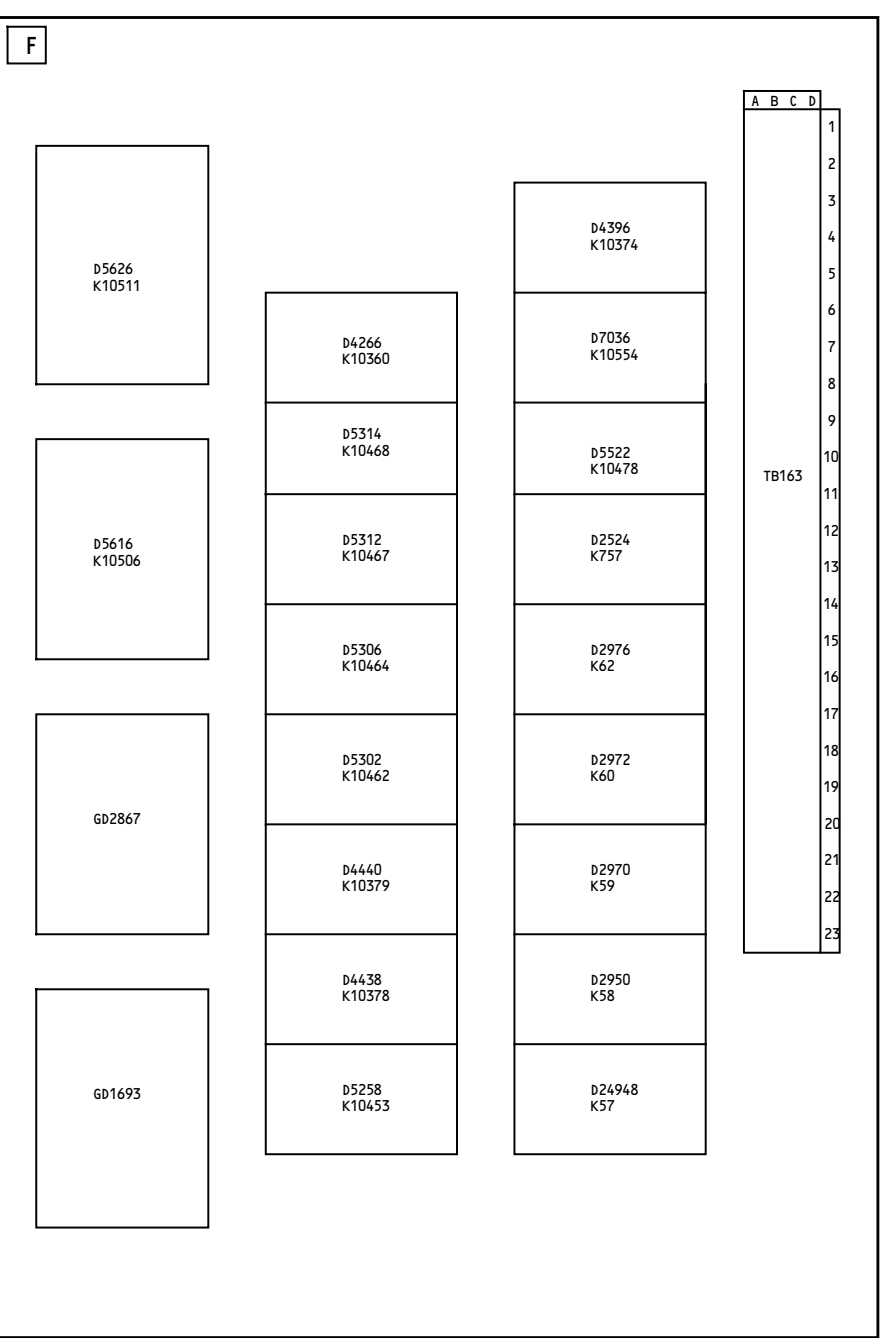 F
A B C D
1
2
3
4
5
6
7
8
9
10
11
12
13
14
15
16
17
18
19
20
21
22
23
TB163
D5626
K10511
D5616
K10506
GD2867
GD1693
D4266
K10360
D5314
K10468
D5312
K10467
D5306
K10464
D5302
K10462
D4440
K10379
D4438
K10378
D5258
K10453
D4396
K10374
D7036
K10554
D5522
K10478
D2524
K757
D2976
K62
D2972
K60
D2970
K59
D2950
K58
D24948
K57